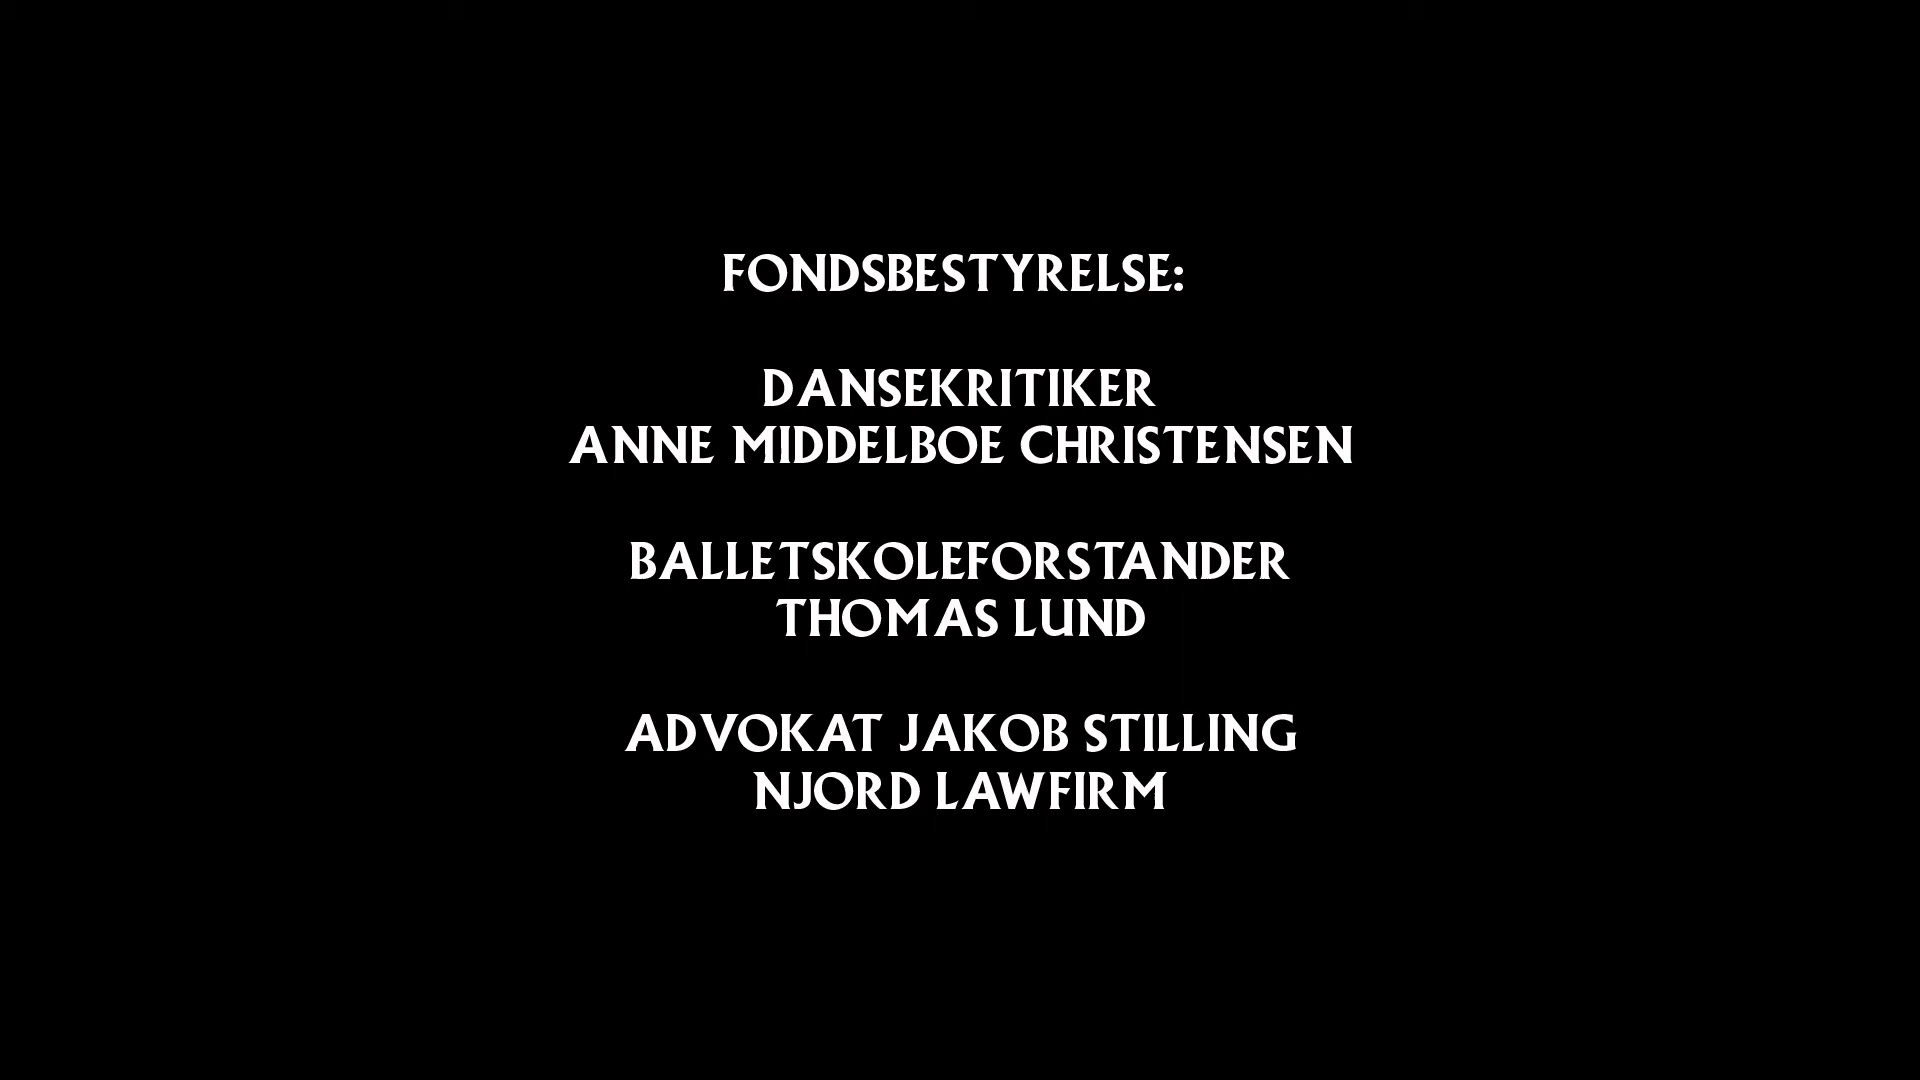 FONDSBESTYRELSE:
DANSEKRITIKER
ANNE MIDDELBOE CHRISTENSEN
BALLETSKOLEFORSTANDER
THOMAS LUND
ADVOKAT JAKOB STILLING
NJORD LAWFIRM